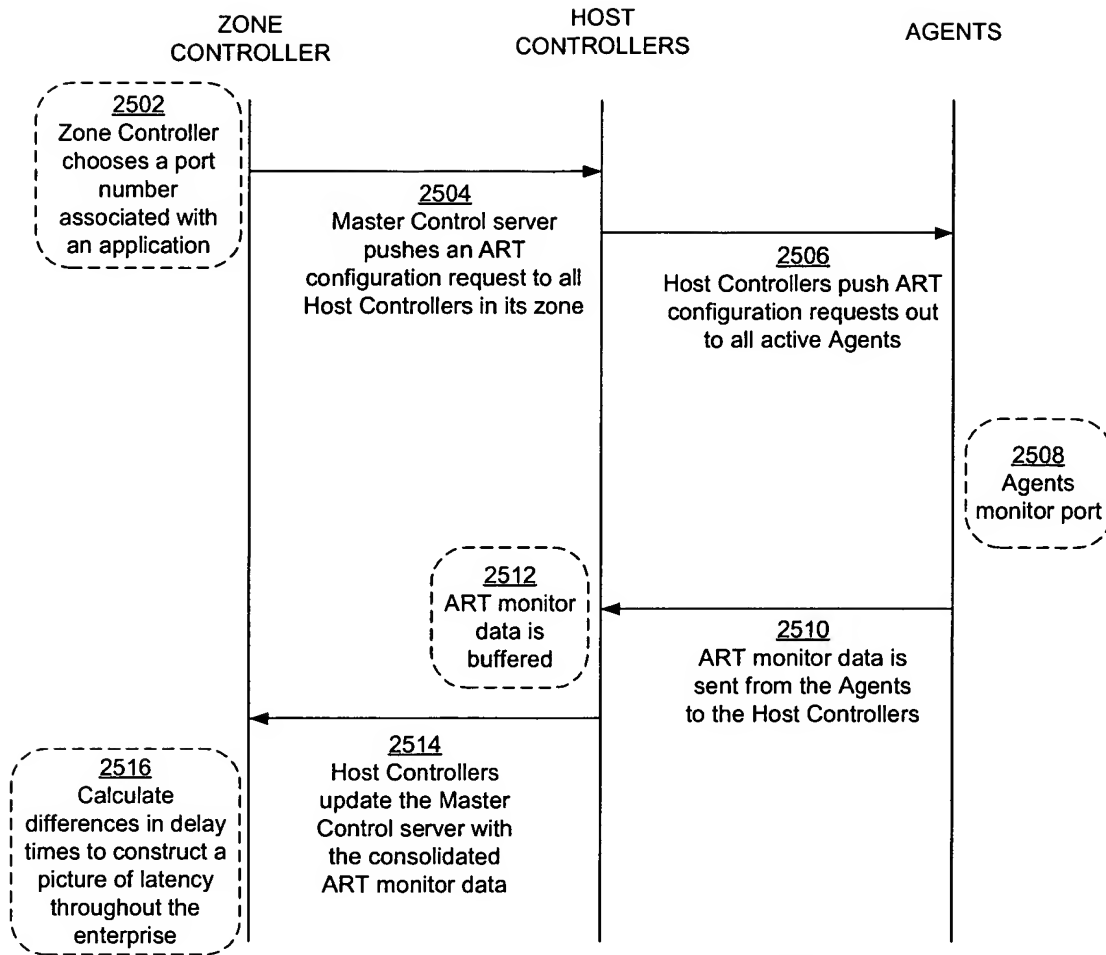 ZONE
CONTROLLER
HOST
CONTROLLERS
AGENTS
2502
Zone Controller
chooses a port
number
associated with
an application
2504
Master Control server
pushes an ART
configuration request to all
Host Controllers in its zone
2506
Host Controllers push ART
configuration requests out
to all active Agents
2508
Agents
monitor port
2512
ART monitor
data is
buffered
2510
ART monitor data is
sent from the Agents
to the Host Controllers
2514
Host Controllers
update the Master
Control server with
the consolidated
ART monitor data
2516
Calculate
differences in delay
times to construct a
picture of latency
throughout the
enterprise